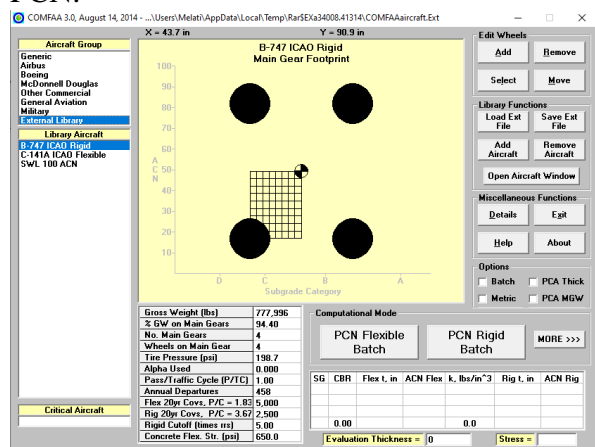 PCN.
COMFAA 3.0, August 14, 2014 - ...\Users\Melati\AppData\Local\Temp\Rar$EXa34008.41314\COMFAAaircraft.Ext
Aircraft Group
Generic
Airbus
Boeing
McDonnell Douglas
Other Commercial
General Aviation
Military
External Library
Library Aircraft
B-747 ICAO Rigid
C-141A ICAO Flexible
SWL 100 ACN
Critical Aircraft
X = 43.7 in Y = 90.9 in
B-747 ICAO Rigid
Main Gear Footprint
100
90
80
70
60
A
C 50
N
40
30
20
10
D C B A
Subgrade Category
Gross Weight (lbs) 777,996
% GW on Main Gears 94.40
No. Main Gears 4
Wheels on Main Gear 4
Tire Pressure (psi) 198.7
Alpha Used 0.000
Pass/Traffic Cycle (P/TC) 1.00
Annual Departures 458
Flex 20yr Covs, P/C = 1.83 5,000
Rig 20yr Covs, P/C = 3.67 2,500
Rigid Cutoff (times rrs) 5.00
Concrete Flex. Str. (psi) 650.0
Computational Mode
PCN Flexible Batch
PCN Rigid Batch
MORE >>>
SG CBR Flex t, in ACN Flex k, lbs/in^3 Rig t, in ACN Rig
0.00 0.0
Evaluation Thickness = 0 Stress =
Edit Wheels
Add Remove
Select Move
Library Functions
Load Ext File Save Ext File
Add Aircraft Remove Aircraft
Open Aircraft Window
Miscellaneous Functions
Details Exit
Help About
Options
Batch PCA Thick
Metric PCA MGW